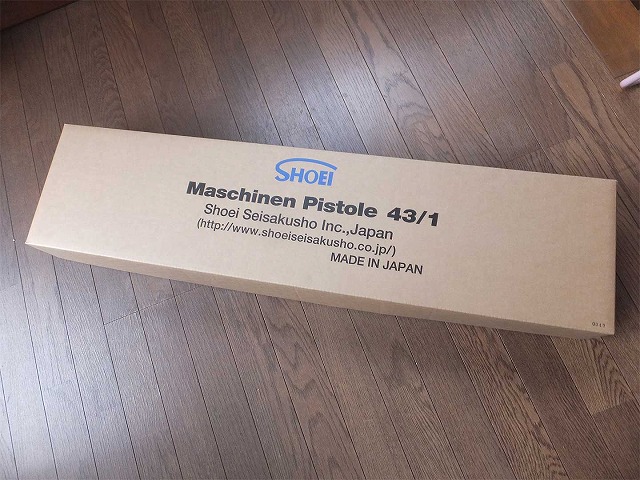 SHOEI
Maschinen Pistole 43/1
Shoei Seisakusho Inc.,Japan
(http://www.shoeiseisakusho.co.jp/)
MADE IN JAPAN